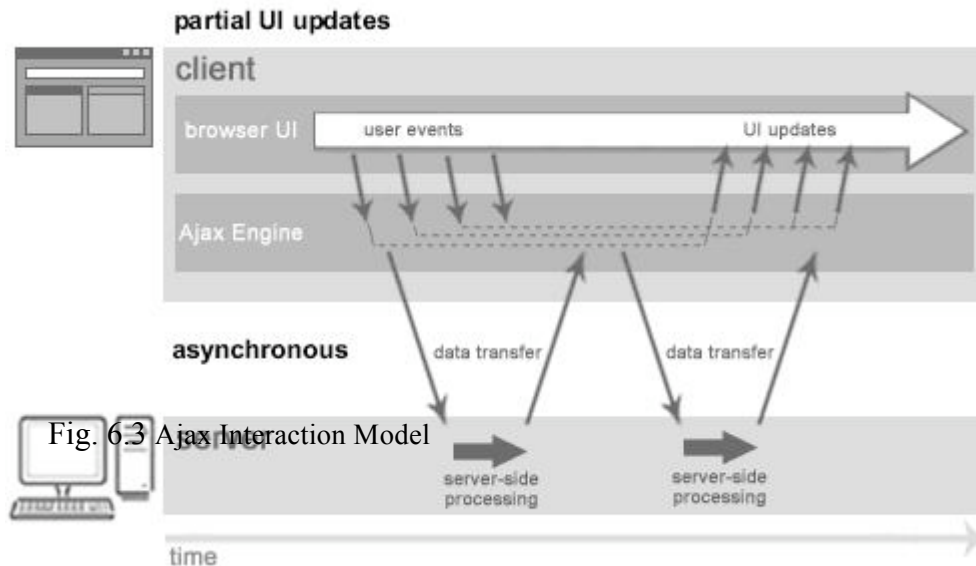 partial UI updates
client
browser UI
user events
UI updates
Ajax Engine
asynchronous
data transfer
data transfer
Fig. 6.3 Ajax Interaction Model
server
server-side
processing
server-side
processing
time